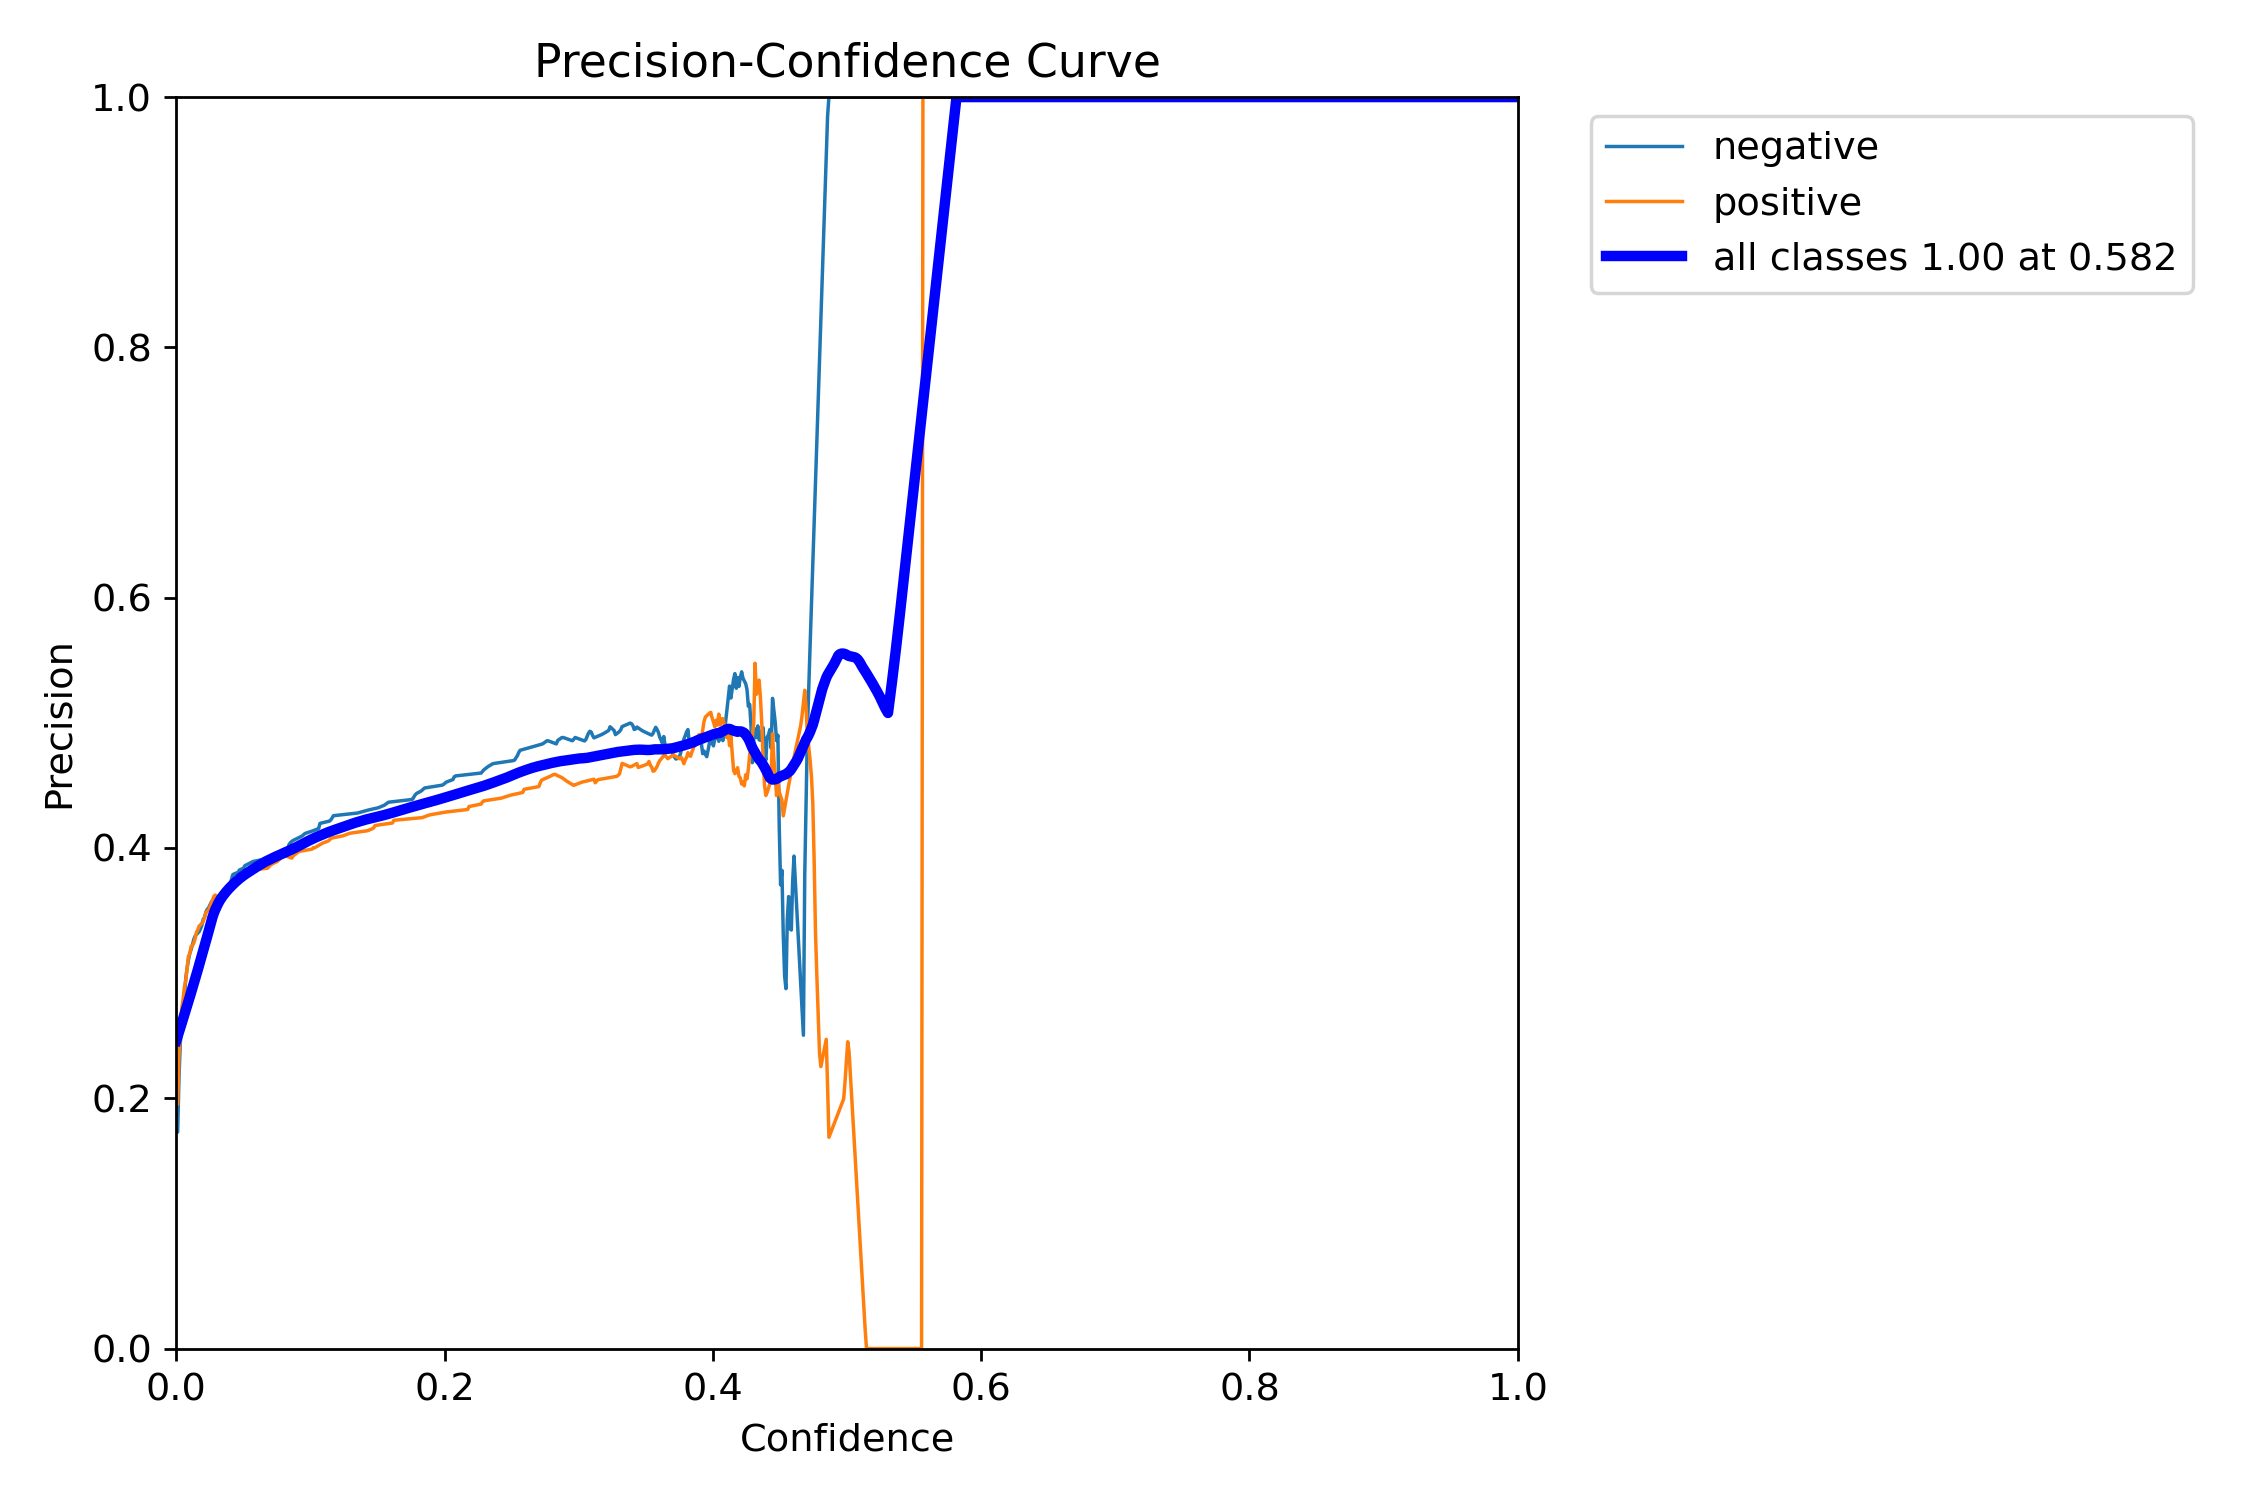 Precision-Confidence Curve
1.0
0.8
0.6
0.4
0.2
0.0
Precision
0.0 0.2 0.4 0.6 0.8 1.0
Confidence
negative
positive
all classes 1.00 at 0.582